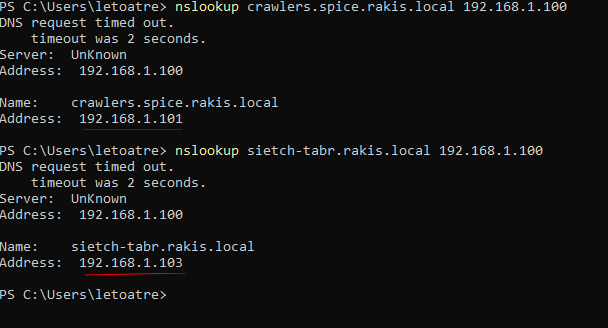 PS C:\Users\letoatre> nslookup crawlers.spice.rakis.local 192.168.1.100
DNS request timed out.
    timeout was 2 seconds.
Server:  UnKnown
Address:  192.168.1.100

Name:    crawlers.spice.rakis.local
Address:  192.168.1.101

PS C:\Users\letoatre> nslookup sietch-tabr.rakis.local 192.168.1.100
DNS request timed out.
    timeout was 2 seconds.
Server:  UnKnown
Address:  192.168.1.100

Name:    sietch-tabr.rakis.local
Address:  192.168.1.103

PS C:\Users\letoatre>